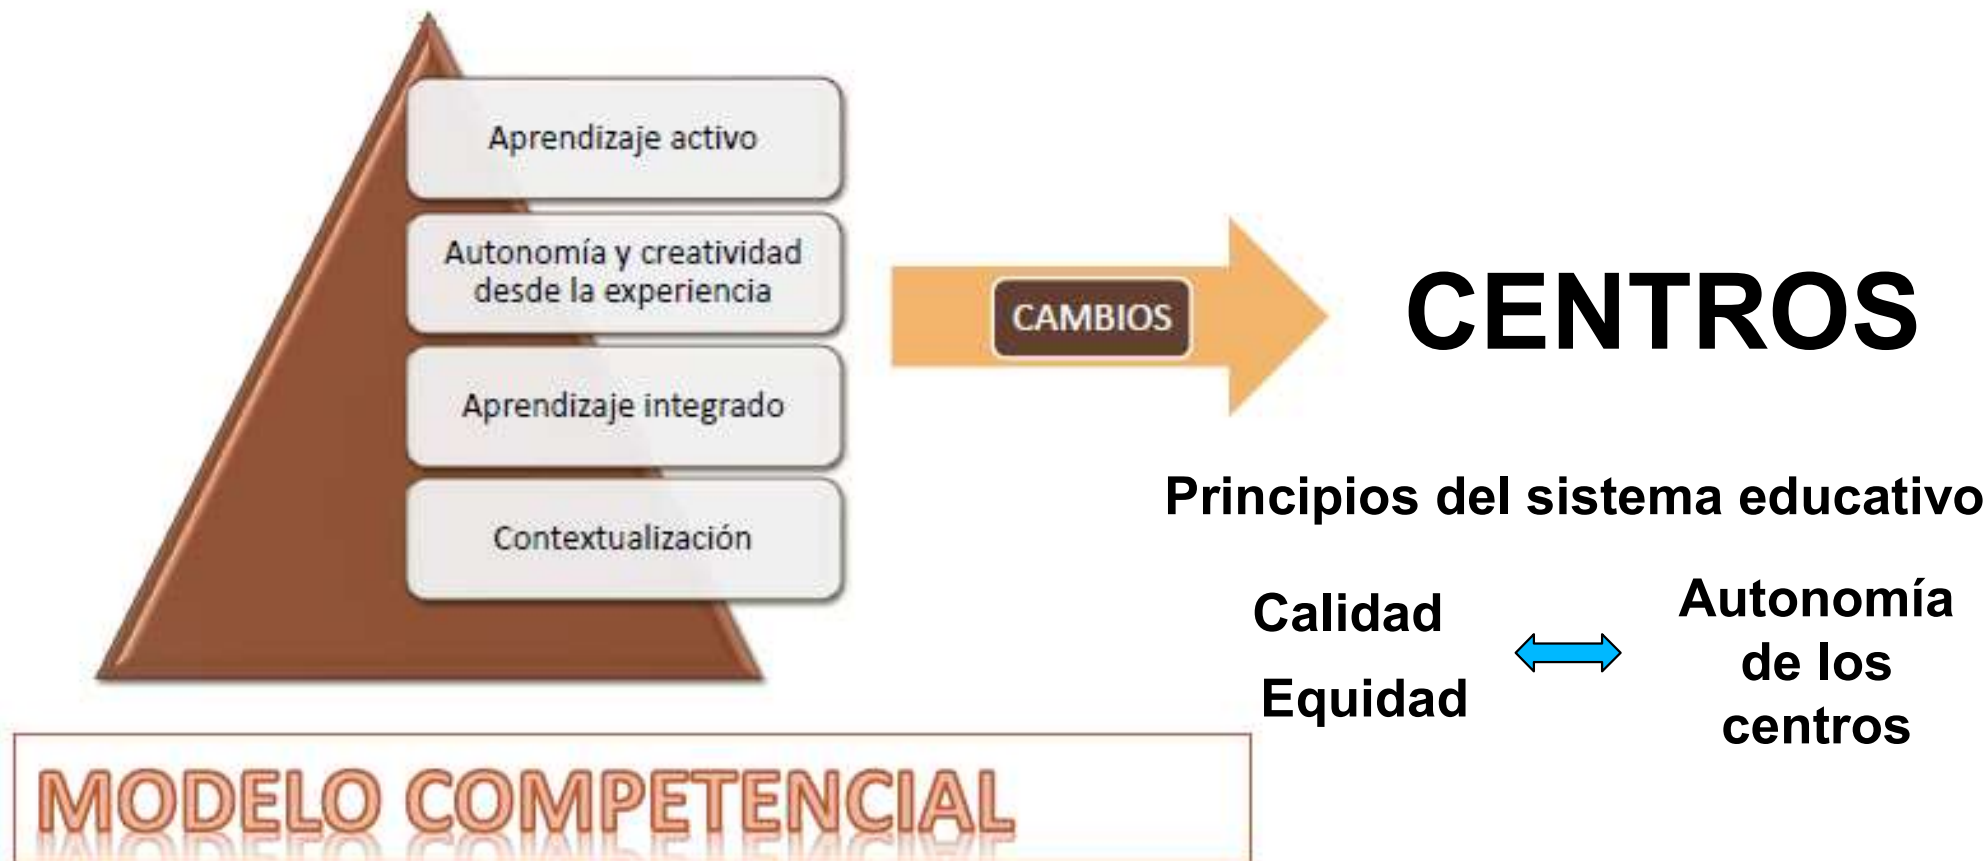 Aprendizaje activo
Autonomía y creatividad
desde la experiencia
Aprendizaje integrado
Contextualización
CAMBIOS
CENTROS
Principios del sistema educativo
Calidad
Equidad
Autonomía
de los
centros
MODELO COMPETENCIAL